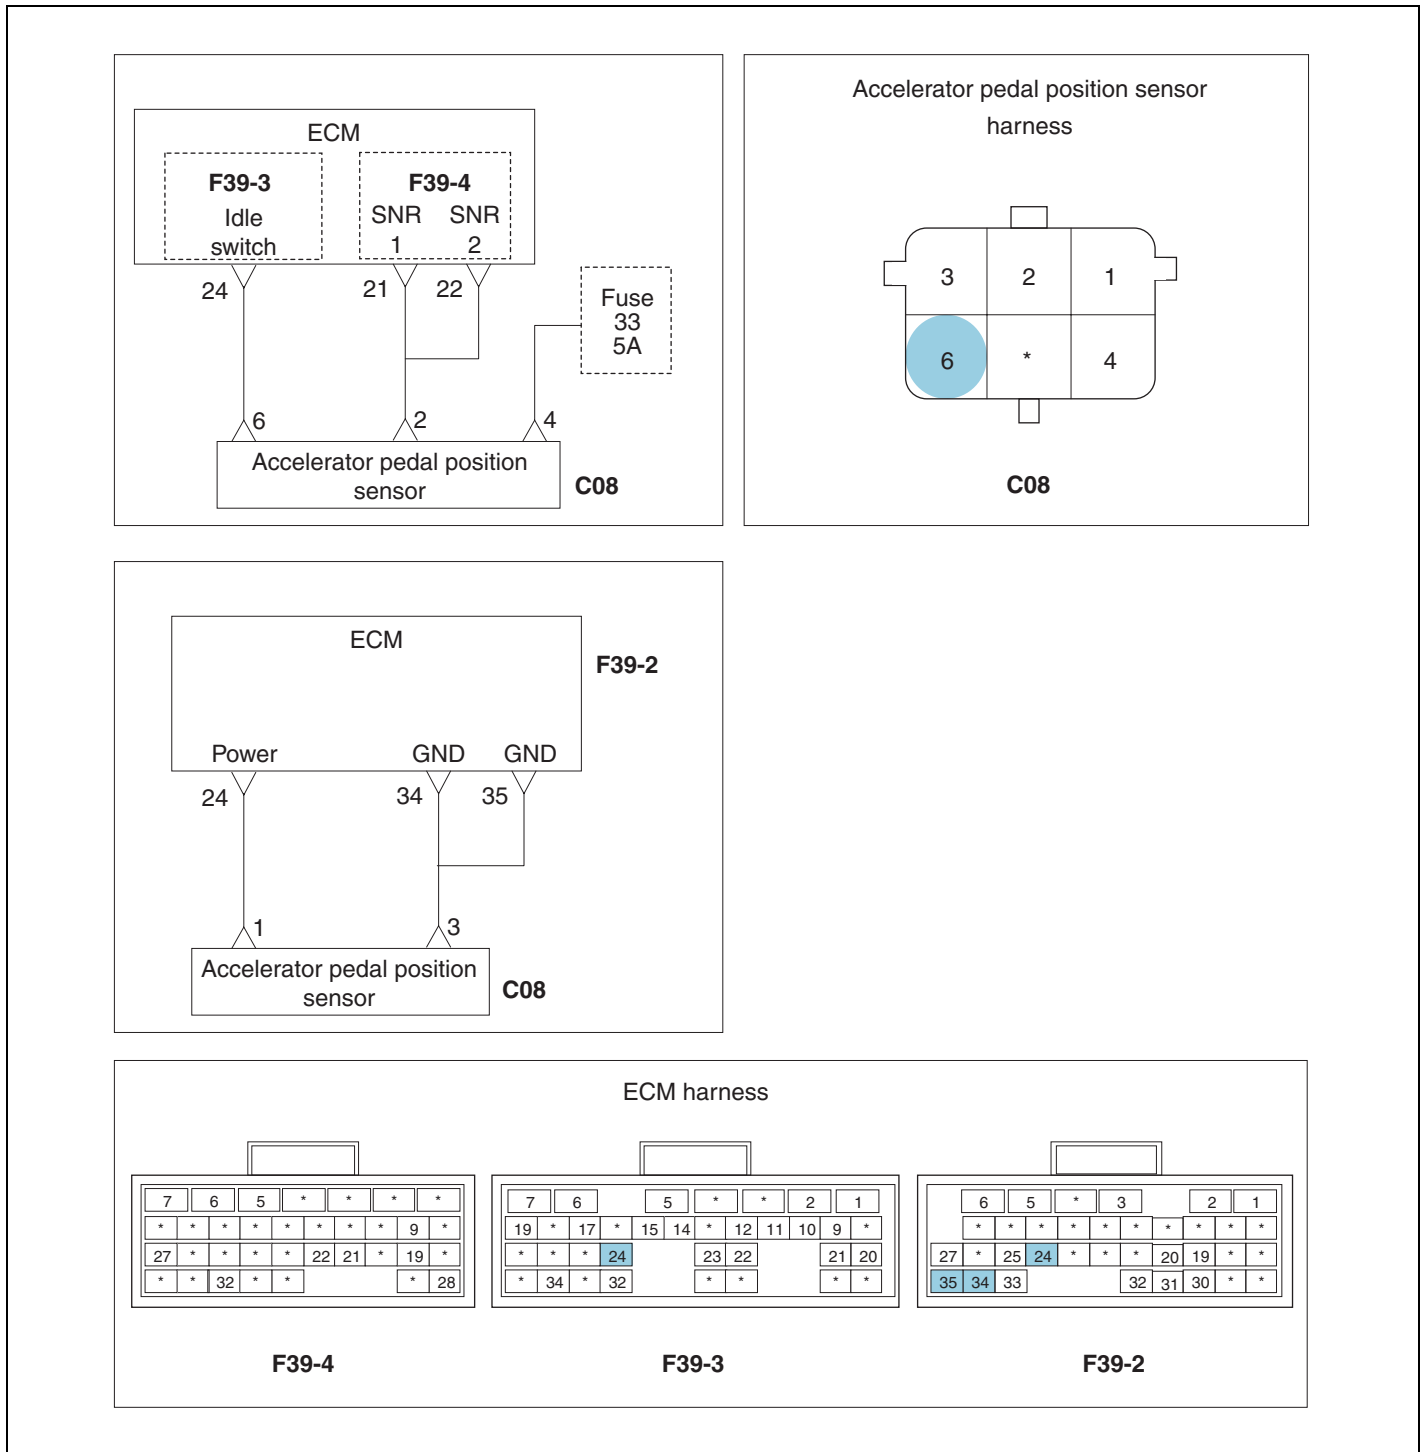 ECM
F39-3
F39-4
Idle
switch
SNR SNR
1 2
24
21
22
Fuse
33
5A
6
2
4
Accelerator pedal position
sensor
C08
Accelerator pedal position sensor
harness
3 2 1
6 * 4
C08
ECM
F39-2
Power GND GND
24
34
35
1
3
Accelerator pedal position
sensor
C08
ECM harness
7 6 5 * * * *
* * * * * * * * 9 *
27 * * * * 22 21 * 19 *
* * 32 * * * 28
F39-4
7 6 5 * * 2 1
19 * 17 * 15 14 * 12 11 10 9 *
* * * 24 23 22 21 20
* 34 * 32 * * * *
F39-3
6 5 * 3 2 1
* * * * * * * * * *
27 * 25 24 * * * 20 19 * *
35 34 33 32 31 30 * *
F39-2